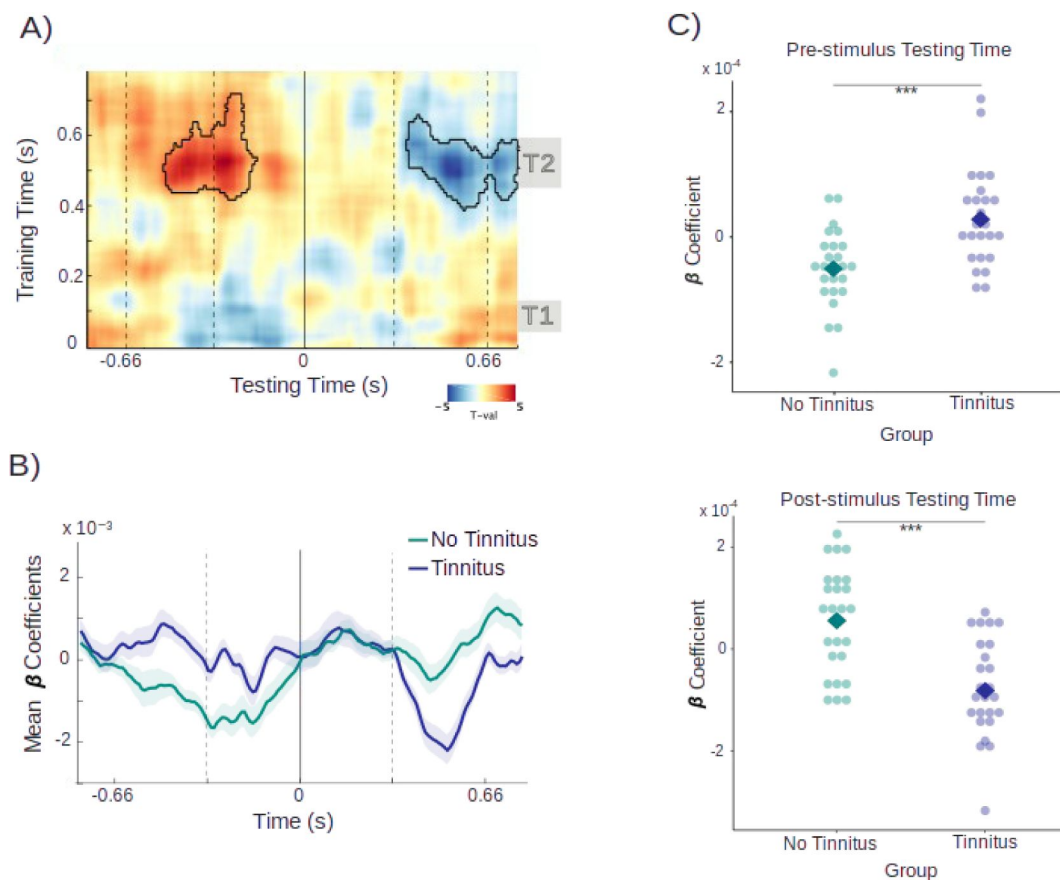 A)
Training Time (s)
0.6
0.4
0.2
0
T2
T1
-0.66
0
0.66
Testing Time (s)
-5
5
T-val
B)
x 10⁻³
Mean β Coefficients
2
0
-2
No Tinnitus
Tinnitus
-0.66
0
0.66
Time (s)
C)
Pre-stimulus Testing Time
x 10⁻⁴
***
β Coefficient
2
0
-2
No Tinnitus
Tinnitus
Group
Post-stimulus Testing Time
x 10⁻⁴
***
β Coefficient
2
0
-2
No Tinnitus
Tinnitus
Group